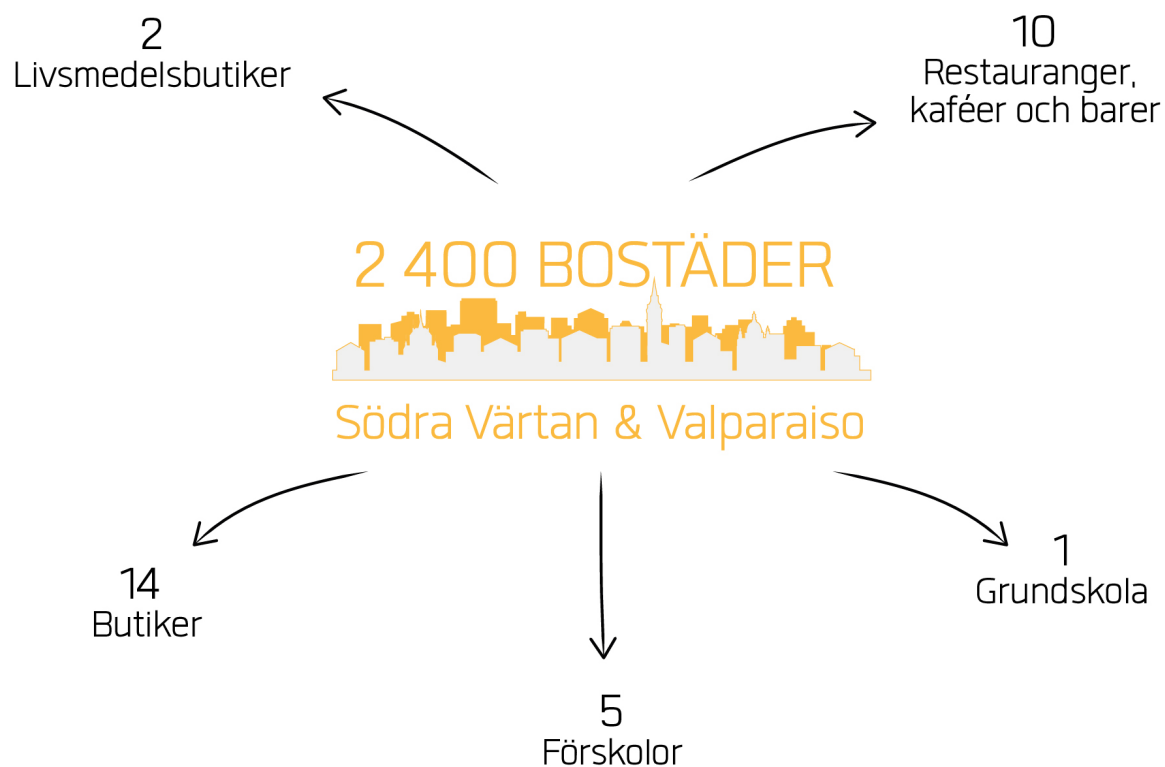 2
Livsmedelsbutiker
10
Restauranger,
kaféer och barer
2 400 BOSTÄDER
Södra Värtan & Valparaiso
14
Butiker
5
Förskolor
1
Grundskola